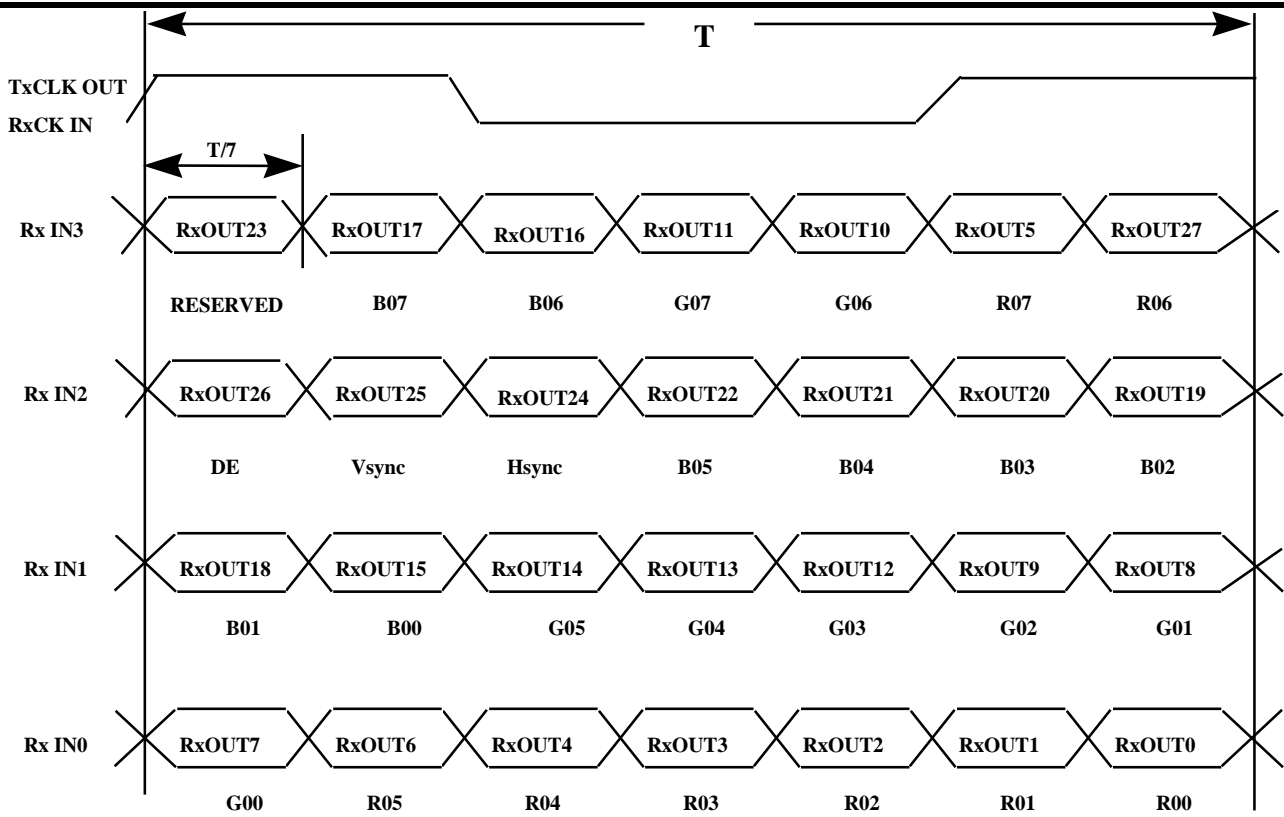 T
TxCLK OUT
RxCK IN
T/7
Rx IN3 RxOUT23 RxOUT17 RxOUT16 RxOUT11 RxOUT10 RxOUT5 RxOUT27
RESERVED B07 B06 G07 G06 R07 R06
Rx IN2 RxOUT26 RxOUT25 RxOUT24 RxOUT22 RxOUT21 RxOUT20 RxOUT19
DE Vsync Hsync B05 B04 B03 B02
Rx IN1 RxOUT18 RxOUT15 RxOUT14 RxOUT13 RxOUT12 RxOUT9 RxOUT8
B01 B00 G05 G04 G03 G02 G01
Rx IN0 RxOUT7 RxOUT6 RxOUT4 RxOUT3 RxOUT2 RxOUT1 RxOUT0
G00 R05 R04 R03 R02 R01 R00